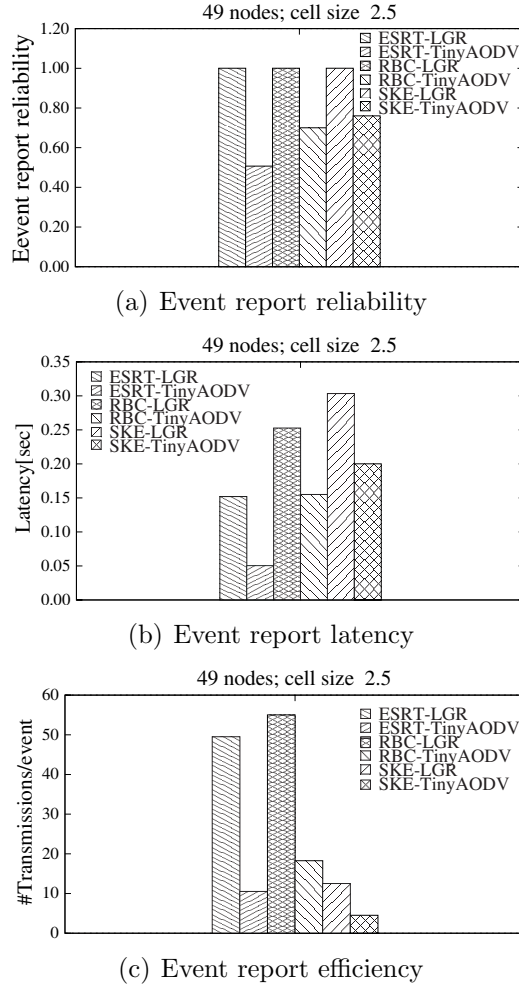 49 nodes; cell size 2.5
Eevent report reliability
1.20
1.00
0.80
0.60
0.40
0.20
0.00
ESRT-LGR
ESRT-TinyAODV
RBC-LGR
RBC-TinyAODV
SKE-LGR
SKE-TinyAODV
(a) Event report reliability
49 nodes; cell size 2.5
Latency[sec]
0.35
0.30
0.25
0.20
0.15
0.10
0.05
0.00
ESRT-LGR
ESRT-TinyAODV
RBC-LGR
RBC-TinyAODV
SKE-LGR
SKE-TinyAODV
(b) Event report latency
49 nodes; cell size 2.5
#Transmissions/event
60
50
40
30
20
10
0
ESRT-LGR
ESRT-TinyAODV
RBC-LGR
RBC-TinyAODV
SKE-LGR
SKE-TinyAODV
(c) Event report efficiency